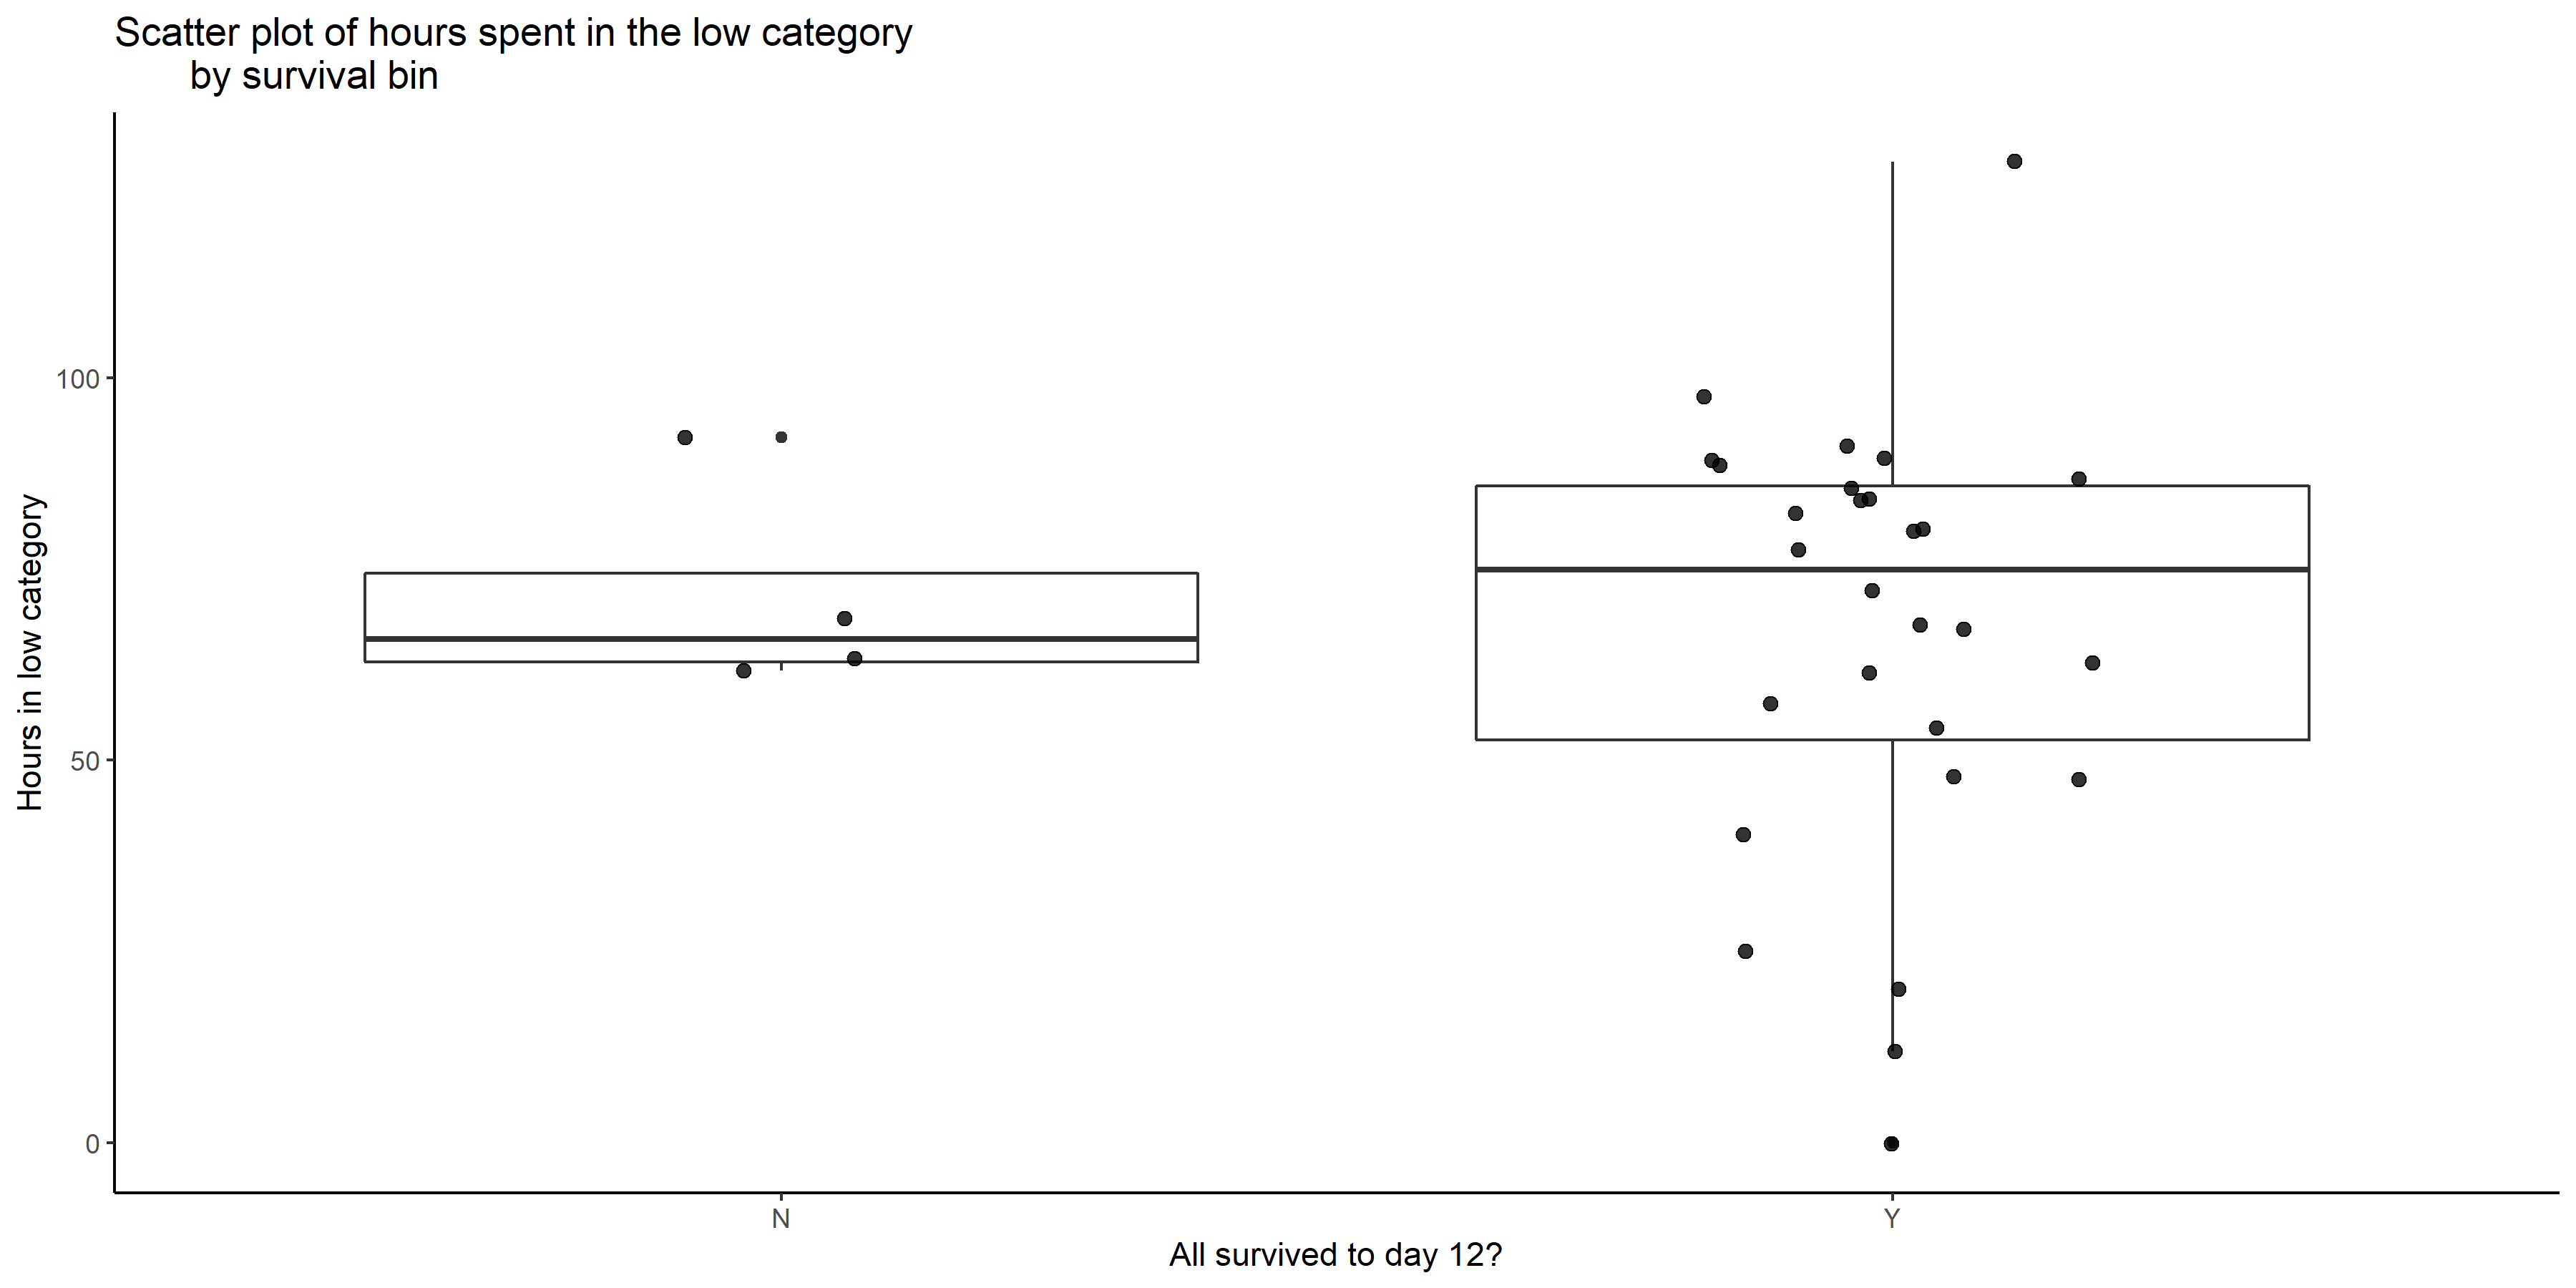 Scatter plot of hours spent in the low category
by survival bin
Hours in low category
100
50
0
N
Y
All survived to day 12?